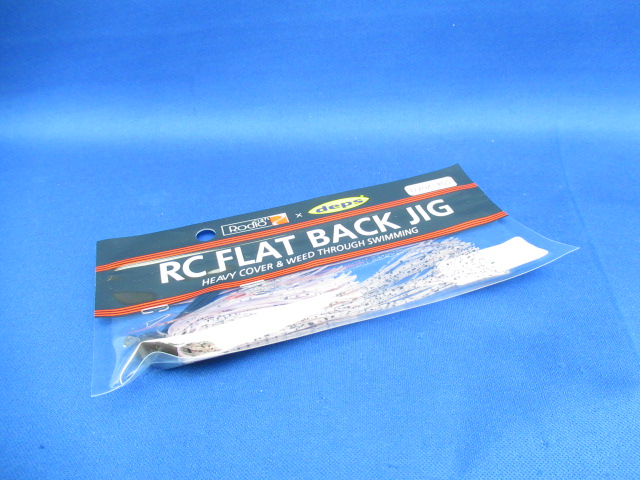 Rodio × deps
RC FLAT BACK JIG
HEAVY COVER & WEED THROUGH SWIMMING